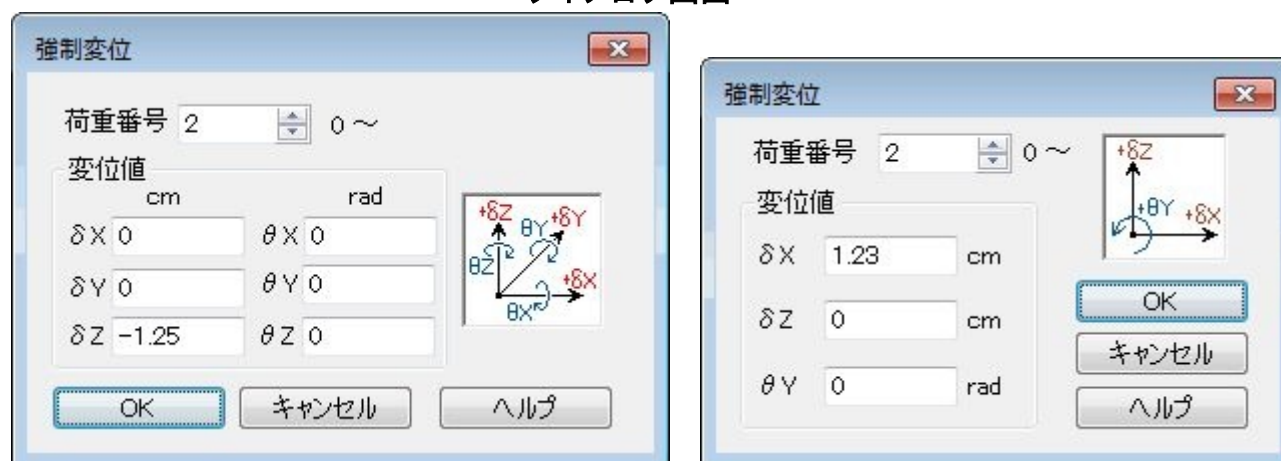 強制変位
荷重番号 2 0～
変位値
cm rad
δX 0 θX 0
δY 0 θY 0
δZ -1.25 θZ 0
+δZ θY +δY
θZ +δX
θX
OK キャンセル ヘルプ
強制変位
荷重番号 2 0～
変位値
δX 1.23 cm
δZ 0 cm
θY 0 rad
+δZ
+θY +δX
OK
キャンセル
ヘルプ